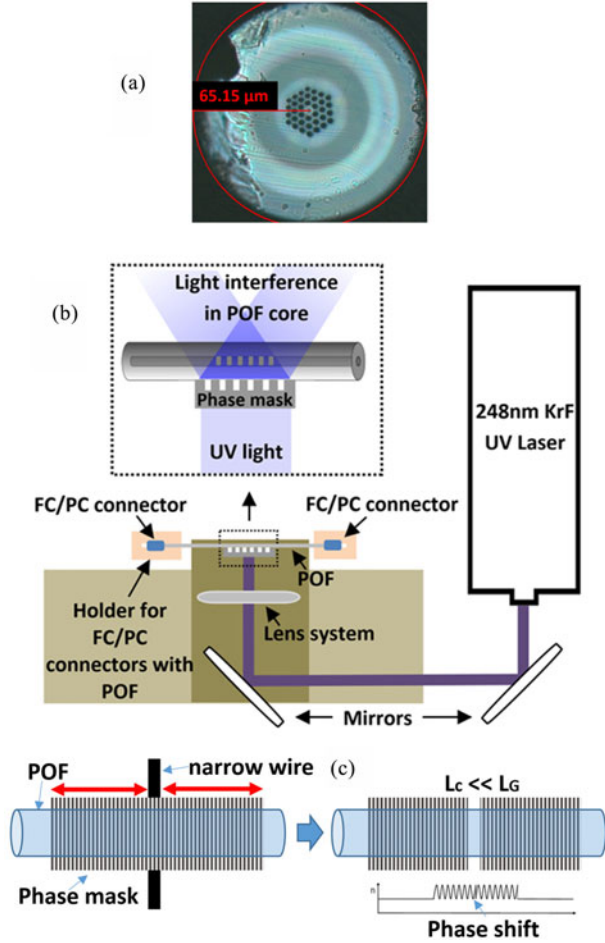 (a)
65.15 µm
(b)
Light interference
in POF core
Phase mask
UV light
248nm KrF
UV Laser
FC/PC connector
FC/PC connector
POF
Holder for
FC/PC
connectors with
POF
Lens system
Mirrors
POF
narrow wire
(c)
Lc << LG
Phase mask
n
Phase shift